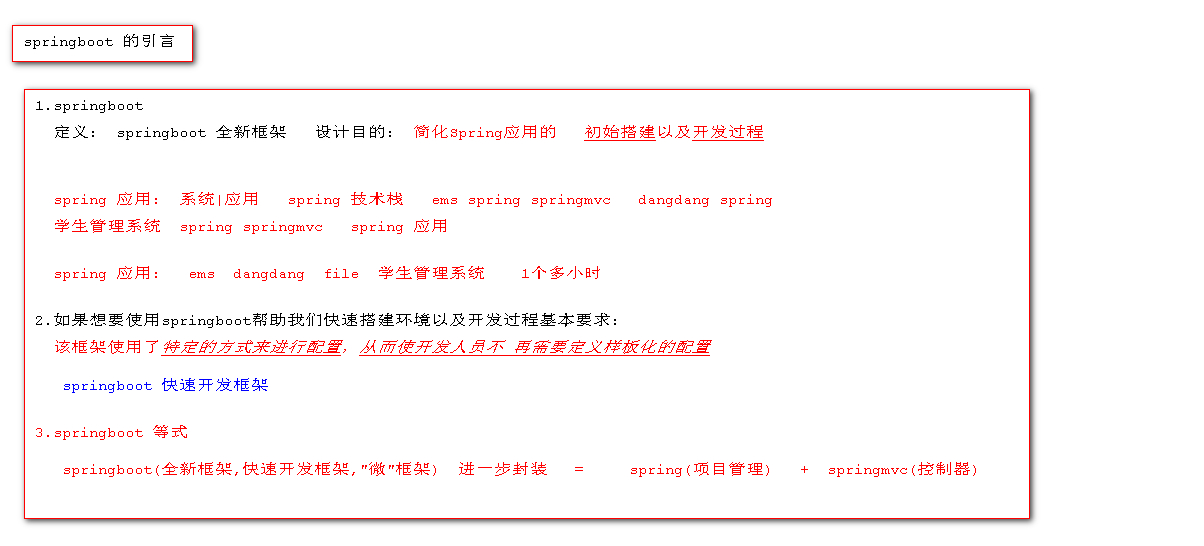 springboot 的引言
1.springboot
定义： springboot 全新框架 设计目的： 简化spring应用的 初始搭建以及开发过程
spring 应用： 系统|应用 spring 技术栈 ems spring springmvc dangdang spring
学生管理系统 spring springmvc spring 应用
spring 应用： ems dangdang file 学生管理系统 1个多小时
2.如果想要使用springboot帮助我们快速搭建环境以及开发过程基本要求：
该框架使用了特定的方式来进行配置，从而使开发人员不 再需要定义样板化的配置
springboot 快速开发框架
3.springboot 等式
springboot(全新框架,快速开发框架,"微"框架) 进一步封装 = spring(项目管理) + springmvc(控制器)